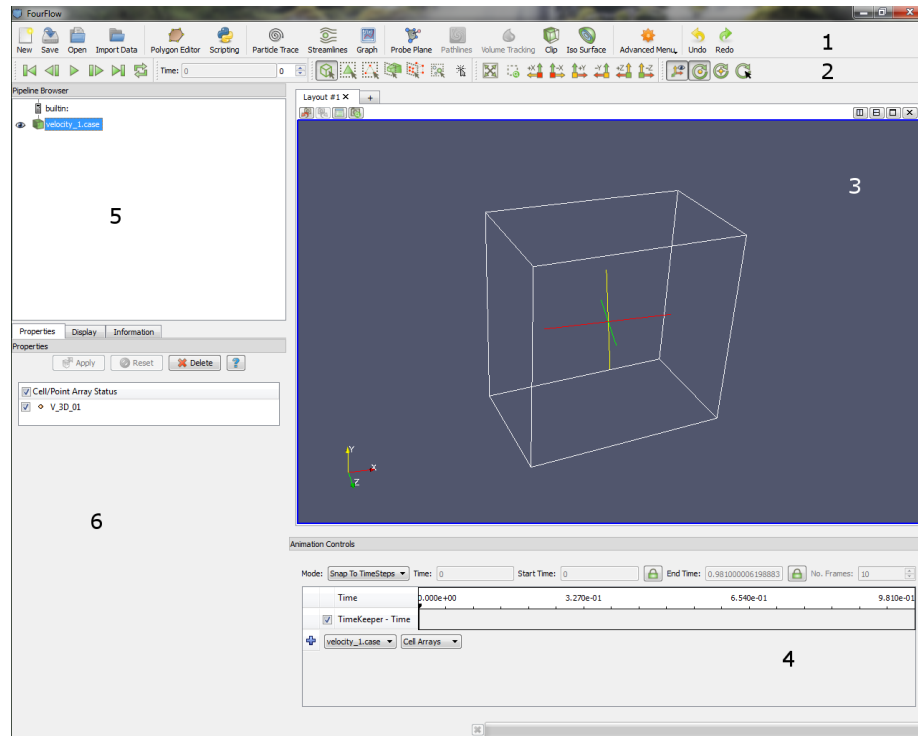 FourFlow
New Save Open Import Data Polygon Editor Scripting Particle Trace Streamlines Graph Probe Plane Pathlines Volume Tracking Clip Iso Surface Advanced Menu Undo Redo
1
Time: 0 0
+X -X +Y -Y +Z -Z
2
Pipeline Browser
builtin:
velocity_1.case
5
Layout #1 X +
3
Y
X
Z
Properties Display Information
Properties
Apply Reset Delete ?
Cell/Point Array Status
V_3D_01
6
Animation Controls
Mode: Snap To TimeSteps Time: 0 Start Time: 0 End Time: 0.981000006198883 No. Frames: 10
Time 0.000e+00 3.270e-01 6.540e-01 9.810e-01
TimeKeeper - Time
velocity_1.case Cell Arrays
4